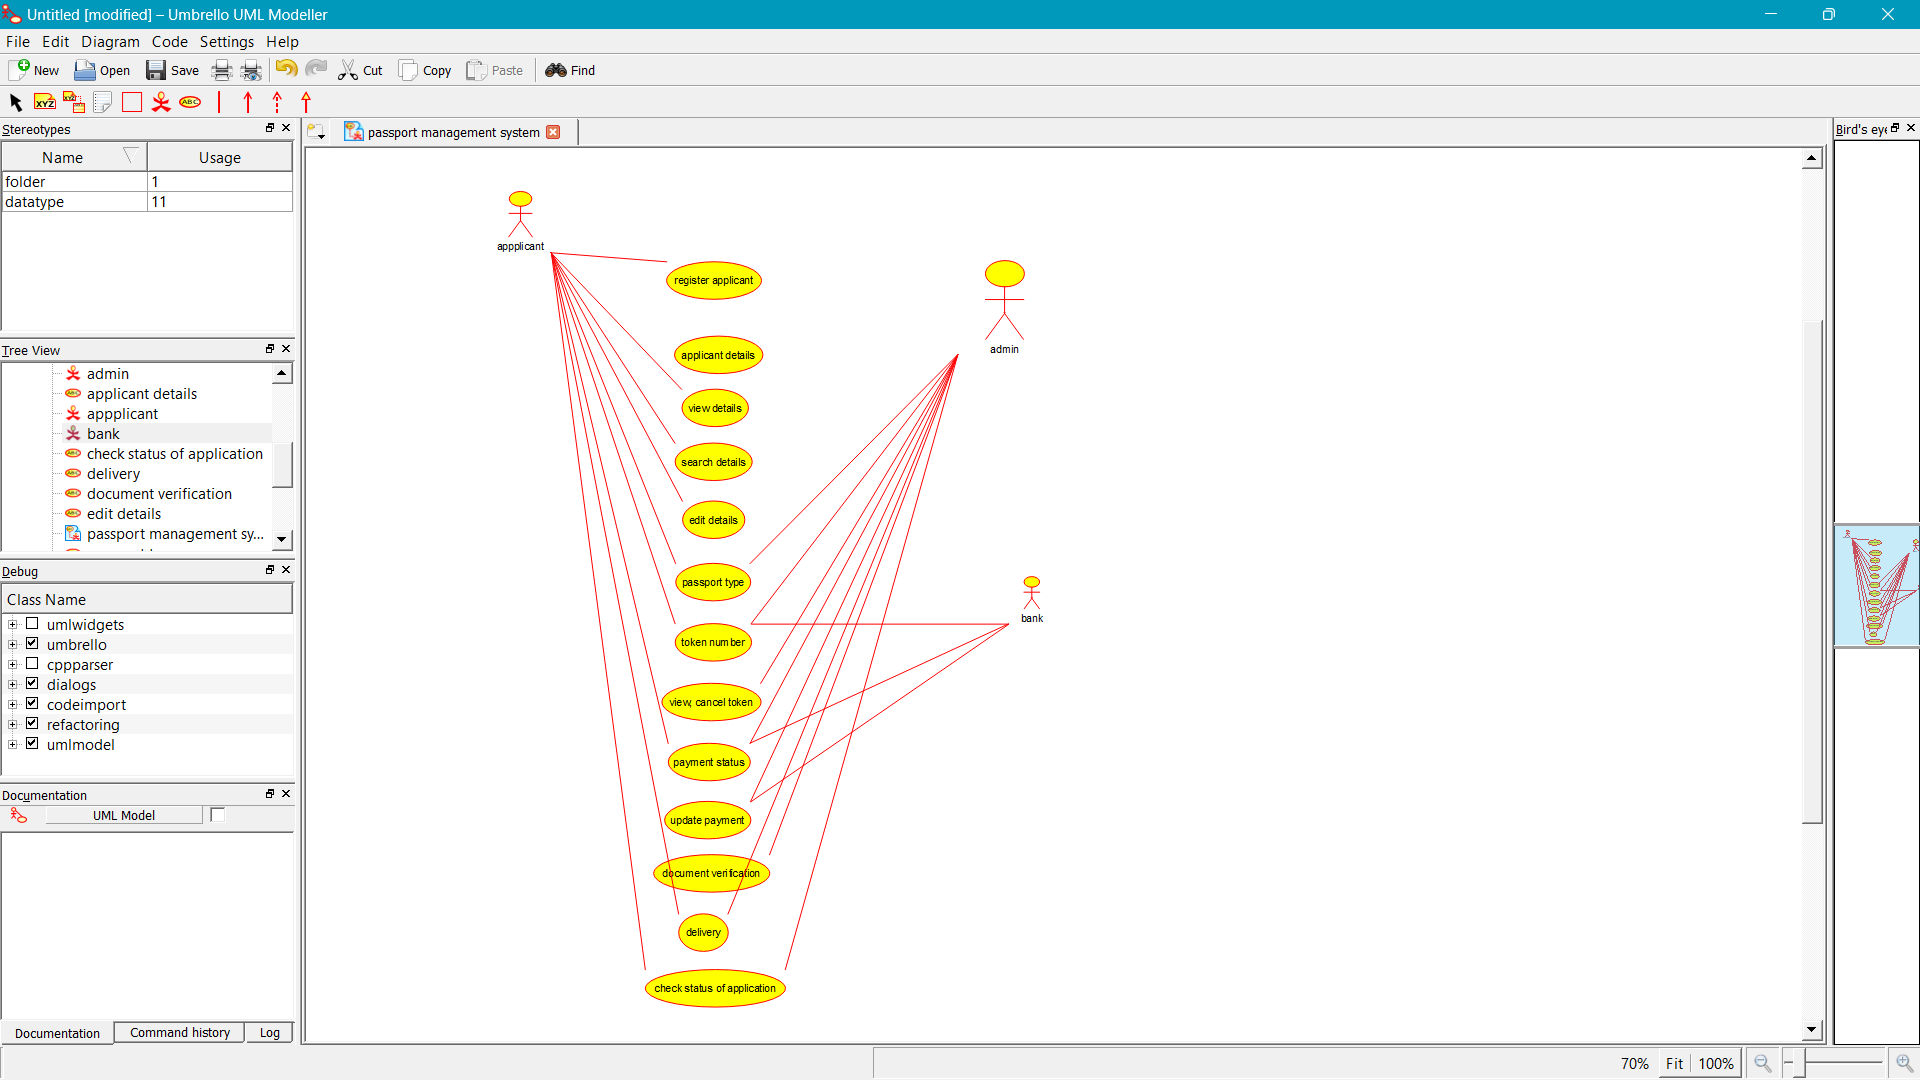 Untitled [modified] – Umbrello UML Modeller
File Edit Diagram Code Settings Help
New Open Save Cut Copy Paste Find
XYZ XYZ ABC
Stereotypes
Name Usage
folder 1
datatype 11
Tree View
admin
applicant details
appplicant
bank
check status of application
delivery
document verification
edit details
passport management sy...
Debug
Class Name
umlwidgets
umbrello
cppparser
dialogs
codeimport
refactoring
umlmodel
Documentation
UML Model
Documentation Command history Log
passport management system
appplicant
register applicant
admin
applicant details
view details
search details
edit details
passport type
bank
token number
view, cancel token
payment status
update payment
document verification
delivery
check status of application
Bird's eye
70% Fit 100%